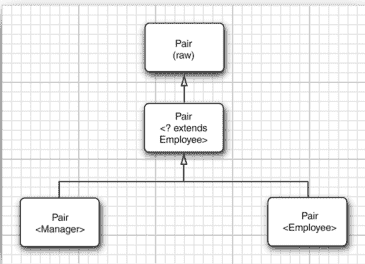 Pair
(raw)
Pair
<? extends
Employee>
Pair
<Manager>
Pair
<Employee>